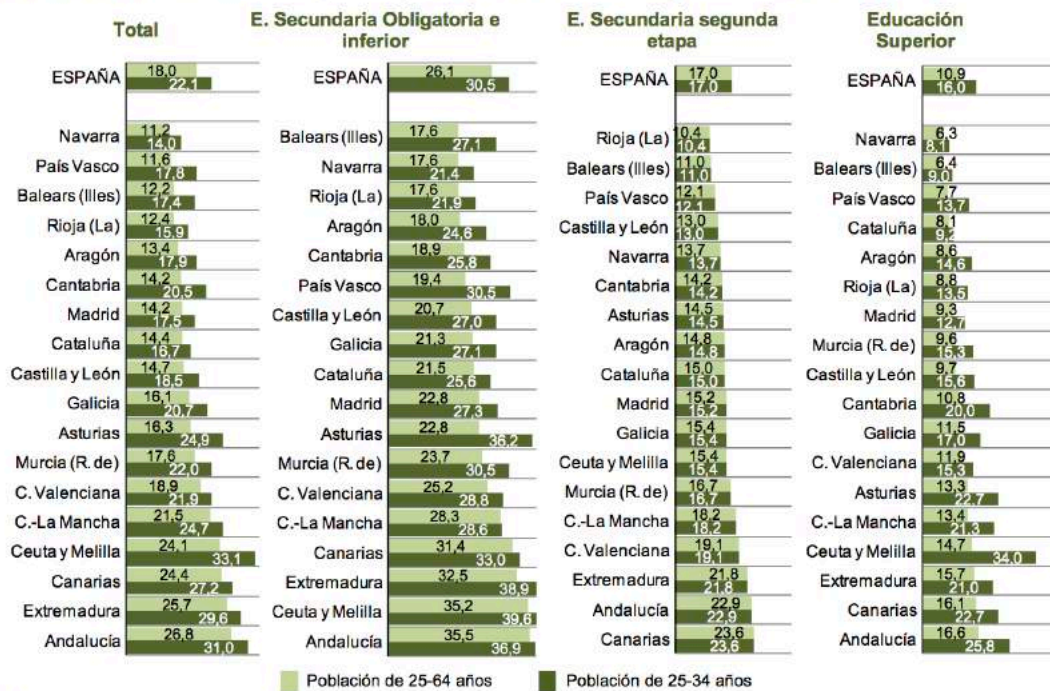 Total
ESPAÑA 18,0 22,1
Navarra 11,2 14,0
País Vasco 11,6 17,8
Balears (Illes) 12,2 17,4
Rioja (La) 12,4 15,9
Aragón 13,4 17,9
Cantabria 14,2 20,5
Madrid 14,2 17,5
Cataluña 14,4 16,7
Castilla y León 14,7 18,5
Galicia 16,1 20,7
Asturias 16,3 24,9
Murcia (R. de) 17,6 22,0
C. Valenciana 18,9 21,9
C.-La Mancha 21,5 24,7
Ceuta y Melilla 24,1 33,1
Canarias 24,4 27,2
Extremadura 25,7 29,6
Andalucía 26,8 31,0
E. Secundaria Obligatoria e
inferior
ESPAÑA 26,1 30,5
Balears (Illes) 17,6 27,1
Navarra 17,6 21,4
Rioja (La) 17,6 21,9
Aragón 18,0 24,6
Cantabria 18,9 25,8
País Vasco 19,4 30,5
Castilla y León 20,7 27,0
Galicia 21,3 27,1
Cataluña 21,5 25,6
Madrid 22,8 27,3
Asturias 22,8 36,2
Murcia (R. de) 23,7 30,5
C. Valenciana 25,2 28,8
C.-La Mancha 28,3 28,6
Canarias 31,4 33,0
Extremadura 32,5 38,9
Ceuta y Melilla 35,2 39,6
Andalucía 35,5 36,9
E. Secundaria segunda
etapa
ESPAÑA 17,0 17,0
Rioja (La) 10,4 10,4
Balears (Illes) 11,0 11,0
País Vasco 12,1 12,1
Castilla y León 13,0 13,0
Navarra 13,7 13,7
Cantabria 14,2 14,2
Asturias 14,5 14,5
Aragón 14,8 14,8
Cataluña 15,0 15,0
Madrid 15,2 15,2
Galicia 15,4 15,4
Ceuta y Melilla 15,4 15,4
Murcia (R. de) 16,7 16,7
C.-La Mancha 18,2 18,2
C. Valenciana 19,1 19,1
Extremadura 21,8 21,8
Andalucía 22,9 22,9
Canarias 23,6 23,6
Educación
Superior
ESPAÑA 10,9 16,0
Navarra 6,3 8,1
Balears (Illes) 6,4 9,0
País Vasco 7,7 13,7
Cataluña 8,1 9,2
Aragón 8,6 14,6
Rioja (La) 8,8 13,5
Madrid 9,3 12,7
Murcia (R. de) 9,6 15,3
Castilla y León 9,7 15,6
Cantabria 10,8 20,0
Galicia 11,5 17,0
C. Valenciana 11,9 15,3
Asturias 13,3 22,7
C.-La Mancha 13,4 21,3
Ceuta y Melilla 14,7 34,0
Extremadura 15,7 21,0
Canarias 16,1 22,7
Andalucía 16,6 25,8
Población de 25-64 años
Población de 25-34 años